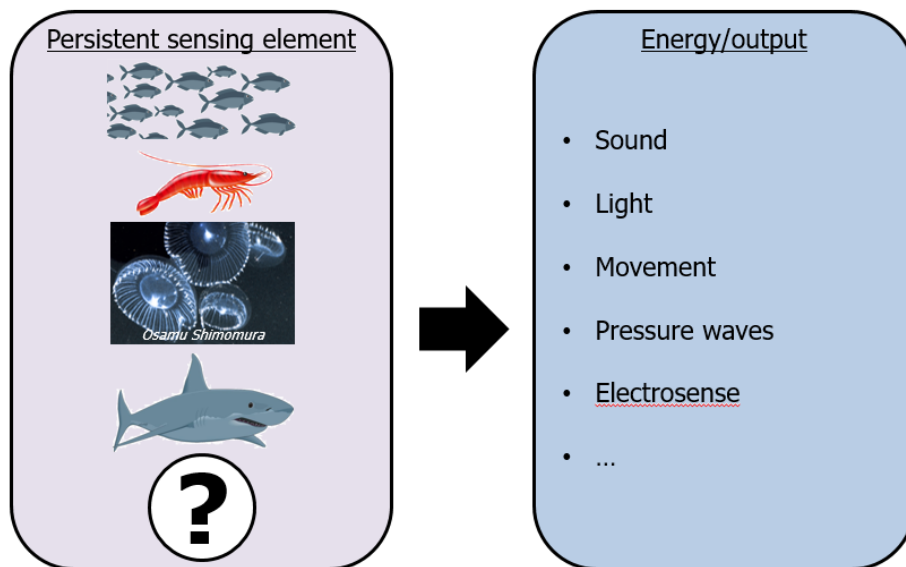 Persistent sensing element
Osamu Shimomura
?
Energy/output
• Sound
• Light
• Movement
• Pressure waves
• Electrosense
• ...